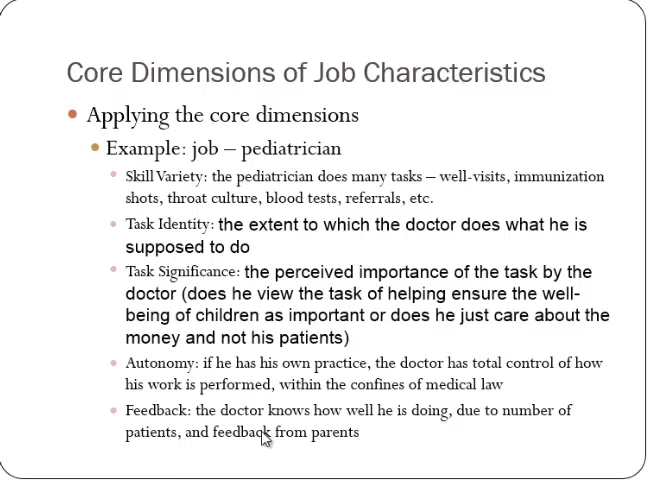 Core Dimensions of Job Characteristics
Applying the core dimensions
Example: job – pediatrician
Skill Variety: the pediatrician does many tasks – well-visits, immunization
shots, throat culture, blood tests, referrals, etc.
Task Identity: the extent to which the doctor does what he is
supposed to do
Task Significance: the perceived importance of the task by the
doctor (does he view the task of helping ensure the well-
being of children as important or does he just care about the
money and not his patients)
Autonomy: if he has his own practice, the doctor has total control of how
his work is performed, within the confines of medical law
Feedback: the doctor knows how well he is doing, due to number of
patients, and feedback from parents